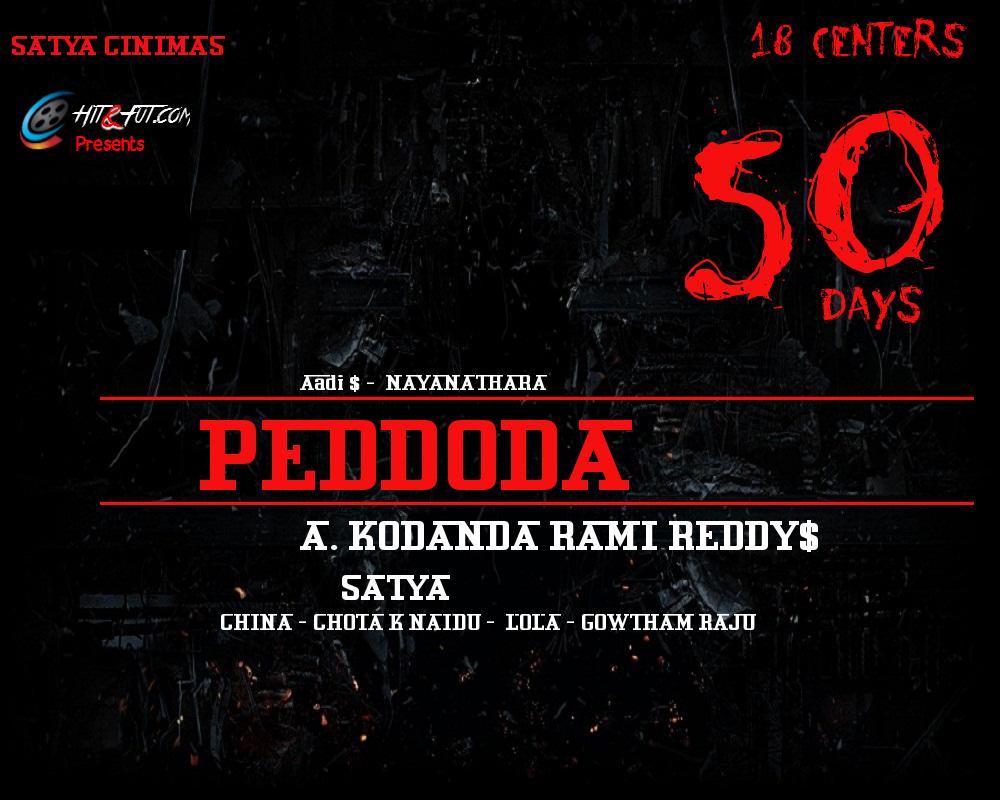 SATYA CINIMAS
18 CENTERS
HIT&FUT.COM
Presents
50
DAYS
Aadi $ - NAYANATHARA
PEDDODA
A. KODANDA RAMI REDDY$
SATYA
CHINA - CHOTA K NAIDU - LOLA - GOWTHAM RAJU